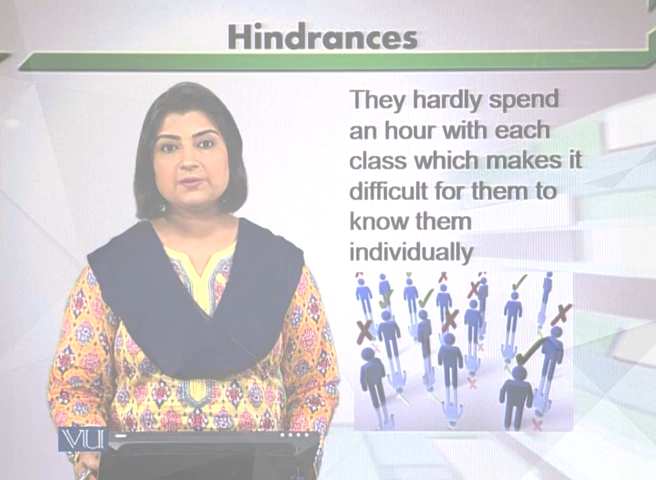 Hindrances
They hardly spend
an hour with each
class which makes it
difficult for them to
know them
individually
VU